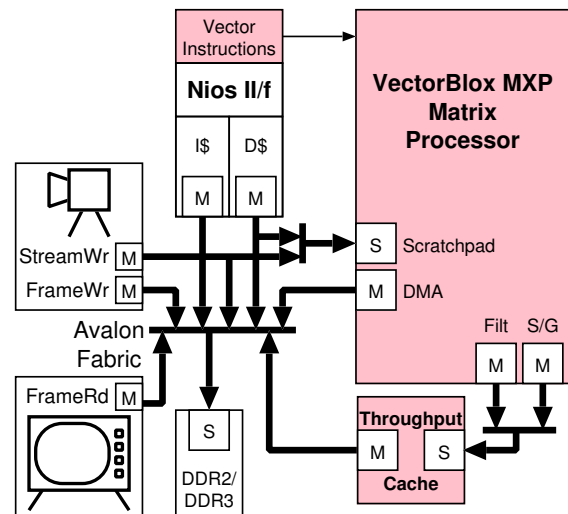 Vector
Instructions
Nios II/f
I$ D$
M M
VectorBlox MXP
Matrix
Processor
StreamWr M
FrameWr M
S Scratchpad
M DMA
Avalon
Fabric
Filt S/G
M M
FrameRd M
S
DDR2/
DDR3
Throughput
M S
Cache